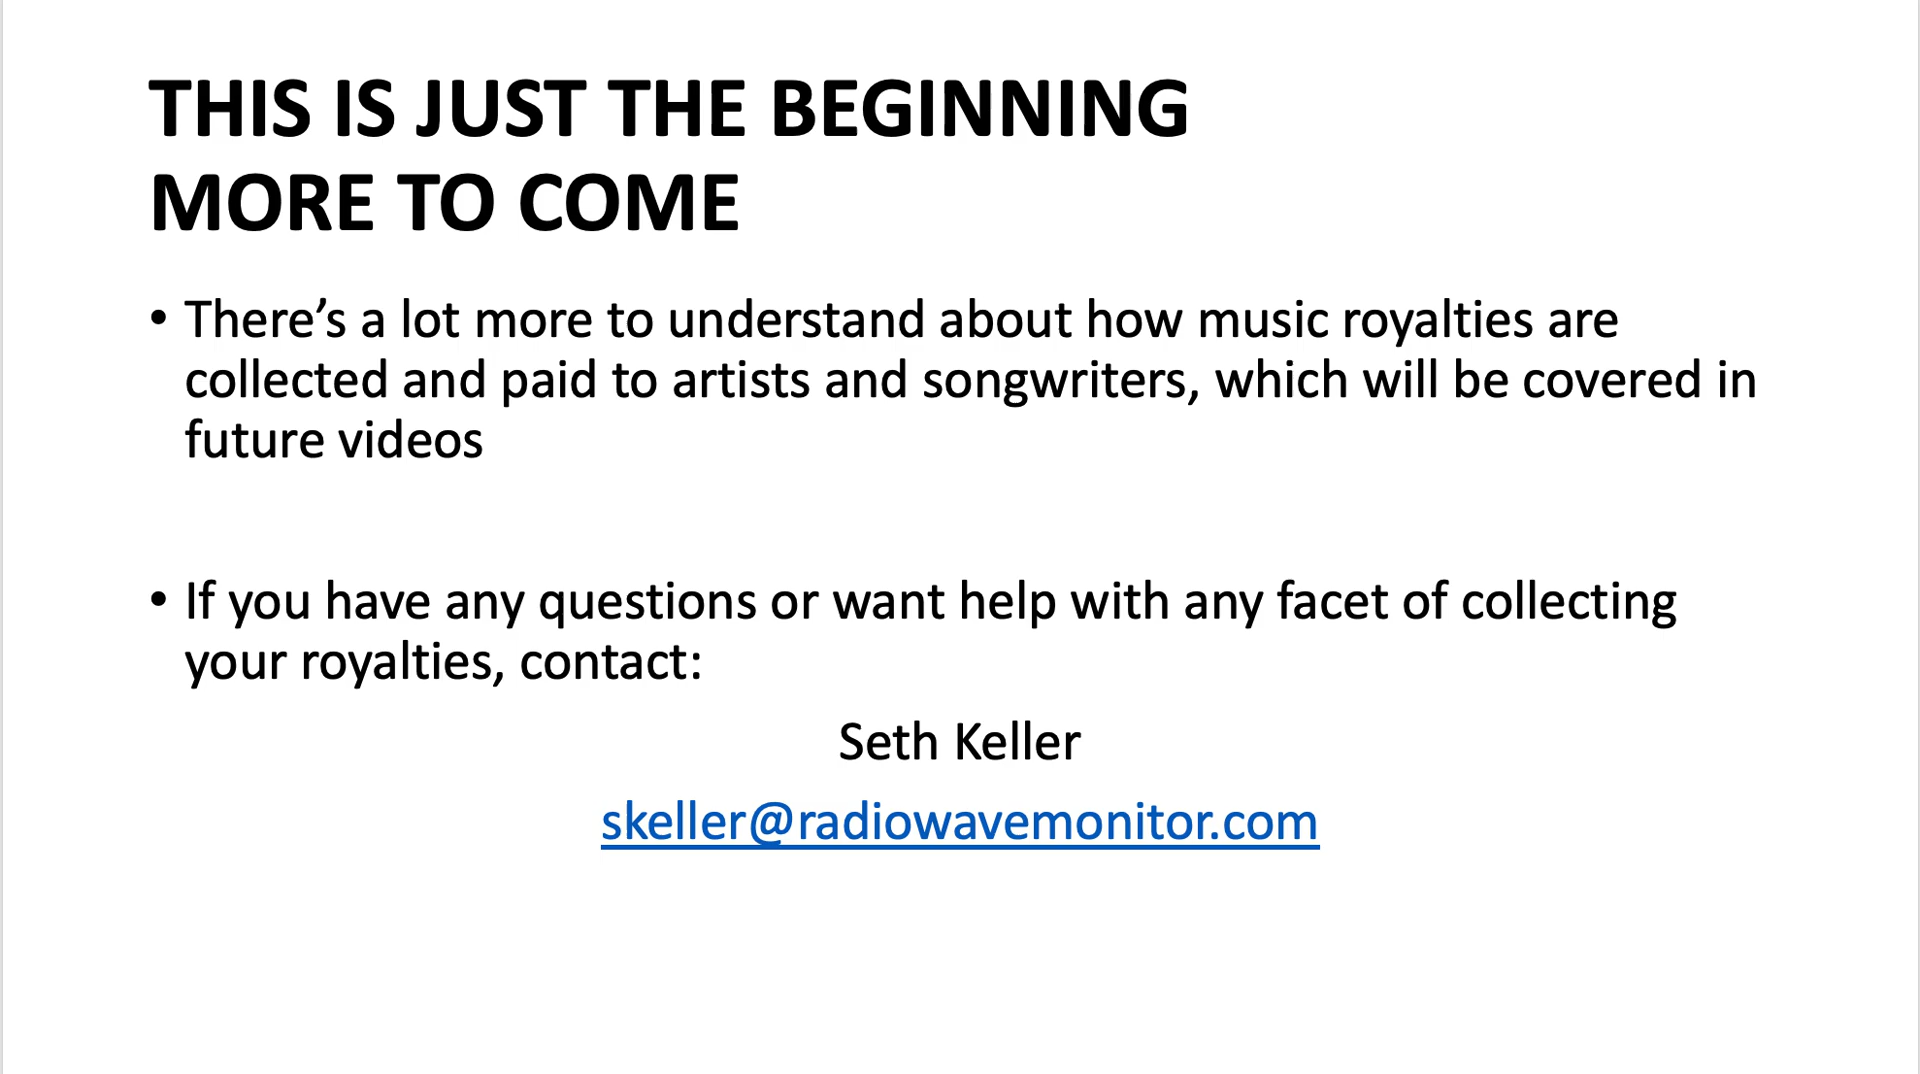 THIS IS JUST THE BEGINNING
MORE TO COME
• There’s a lot more to understand about how music royalties are
collected and paid to artists and songwriters, which will be covered in
future videos
• If you have any questions or want help with any facet of collecting
your royalties, contact:
Seth Keller
skeller@radiowavemonitor.com